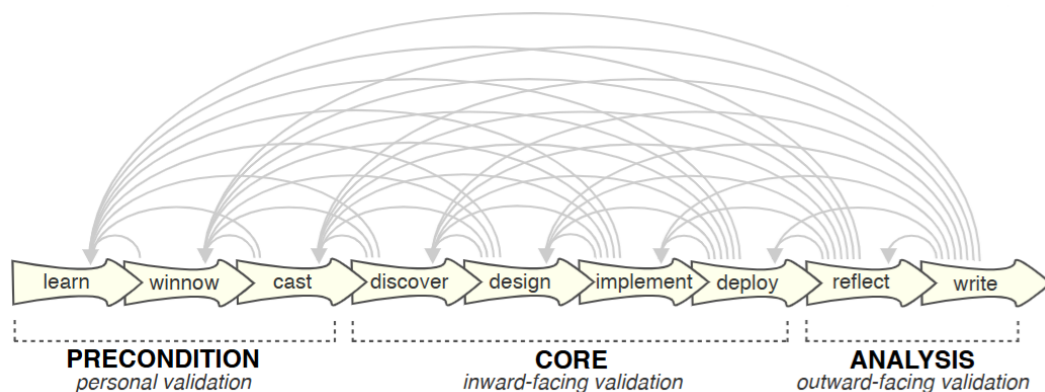 learn winnow cast discover design implement deploy reflect write
PRECONDITION CORE ANALYSIS
personal validation inward-facing validation outward-facing validation